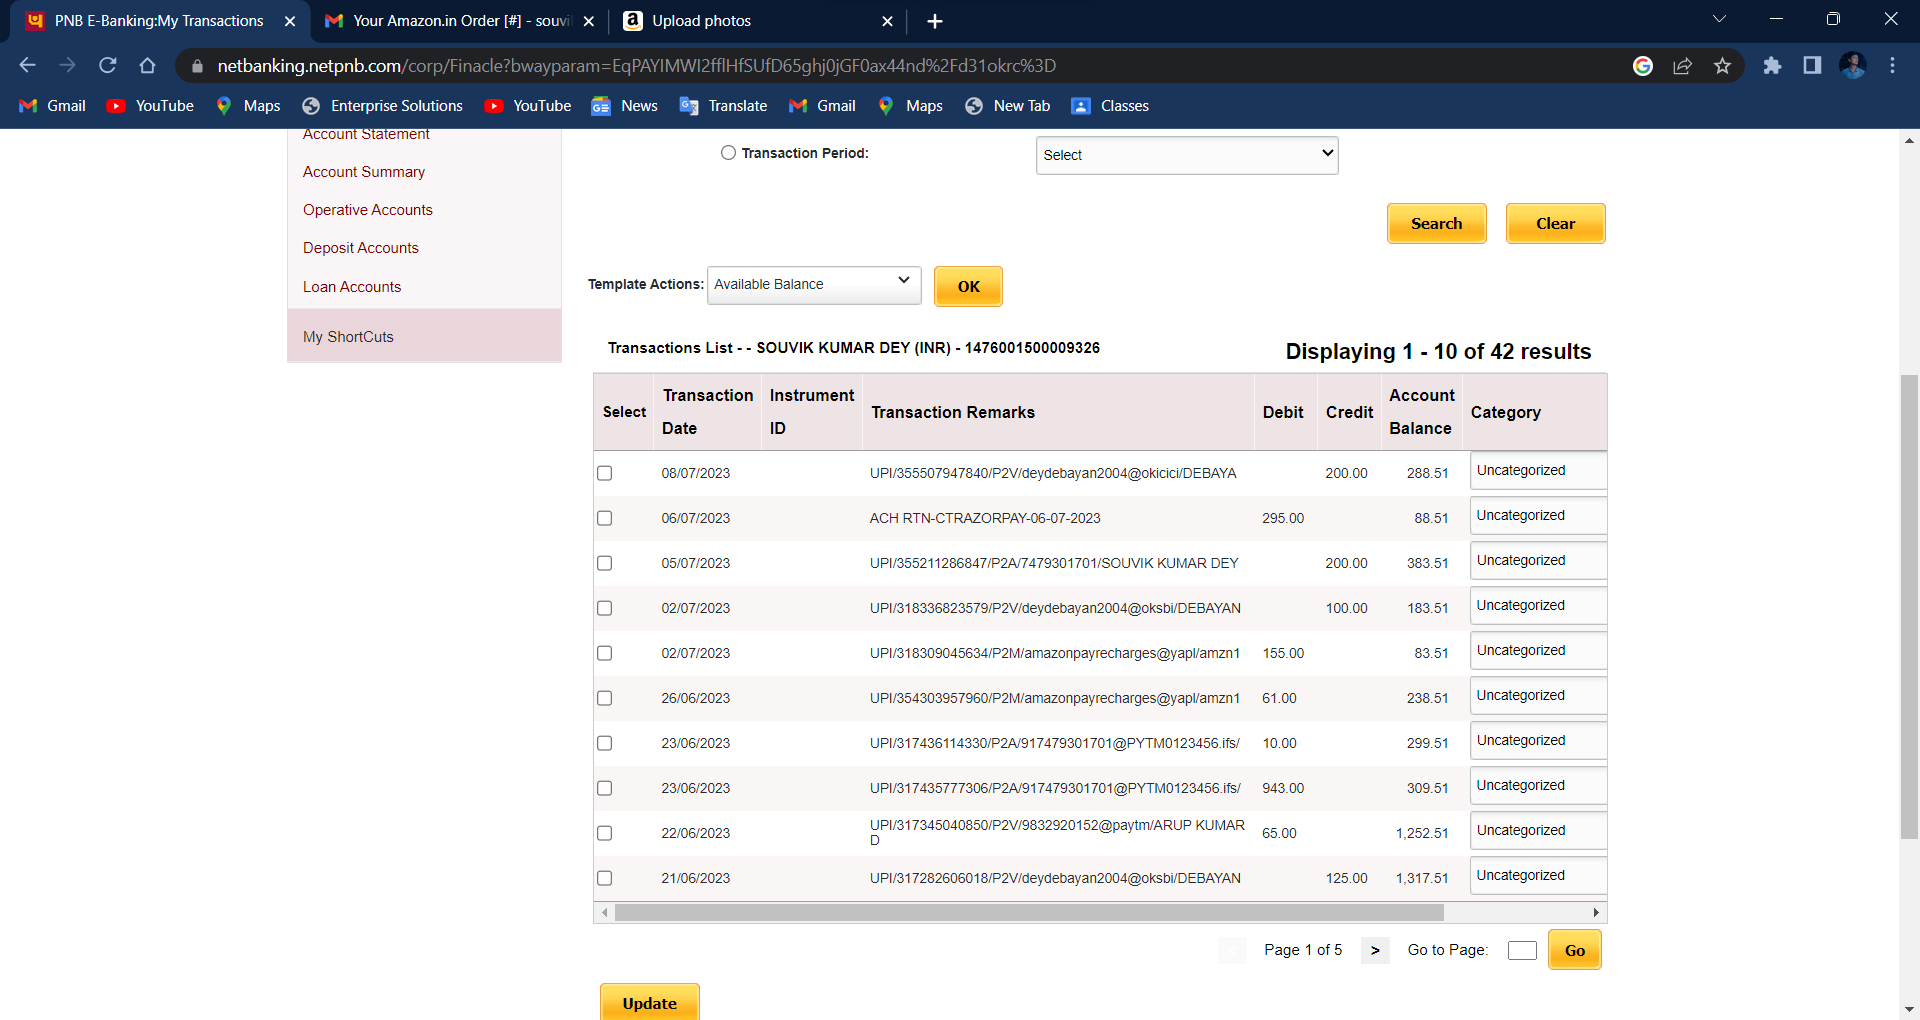 PNB E-Banking:My Transactions
Your Amazon.in Order [#] - souvi
a Upload photos
netbanking.netpnb.com/corp/Finacle?bwayparam=EqPAYIMWI2fflHfSUfD65ghj0jGF0ax44nd%2Fd31okrc%3D
Gmail YouTube Maps Enterprise Solutions YouTube News Translate Gmail Maps New Tab Classes
Account Statement
Account Summary
Operative Accounts
Deposit Accounts
Loan Accounts
My ShortCuts
Transaction Period: Select
Search Clear
Template Actions: Available Balance OK
Transactions List - - SOUVIK KUMAR DEY (INR) - 1476001500009326
Displaying 1 - 10 of 42 results
Select Transaction Date Instrument ID Transaction Remarks Debit Credit Account Balance Category
08/07/2023 UPI/355507947840/P2V/deydebayan2004@okicici/DEBAYA 200.00 288.51 Uncategorized
06/07/2023 ACH RTN-CTRAZORPAY-06-07-2023 295.00 88.51 Uncategorized
05/07/2023 UPI/355211286847/P2A/7479301701/SOUVIK KUMAR DEY 200.00 383.51 Uncategorized
02/07/2023 UPI/318336823579/P2V/deydebayan2004@oksbi/DEBAYAN 100.00 183.51 Uncategorized
02/07/2023 UPI/318309045634/P2M/amazonpayrecharges@yapl/amzn1 155.00 83.51 Uncategorized
26/06/2023 UPI/354303957960/P2M/amazonpayrecharges@yapl/amzn1 61.00 238.51 Uncategorized
23/06/2023 UPI/317436114330/P2A/917479301701@PYTM0123456.ifs/ 10.00 299.51 Uncategorized
23/06/2023 UPI/317435777306/P2A/917479301701@PYTM0123456.ifs/ 943.00 309.51 Uncategorized
22/06/2023 UPI/317345040850/P2V/9832920152@paytm/ARUP KUMAR D 65.00 1,252.51 Uncategorized
21/06/2023 UPI/317282606018/P2V/deydebayan2004@oksbi/DEBAYAN 125.00 1,317.51 Uncategorized
Page 1 of 5 > Go to Page: Go
Update